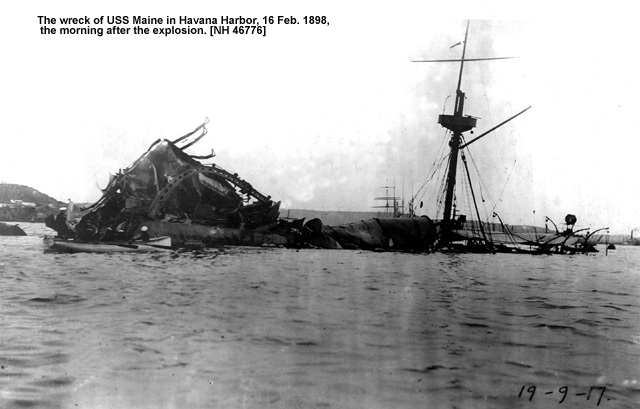 The wreck of USS Maine in Havana Harbor, 16 Feb. 1898,
the morning after the explosion. [NH 46776]
19-9-17.